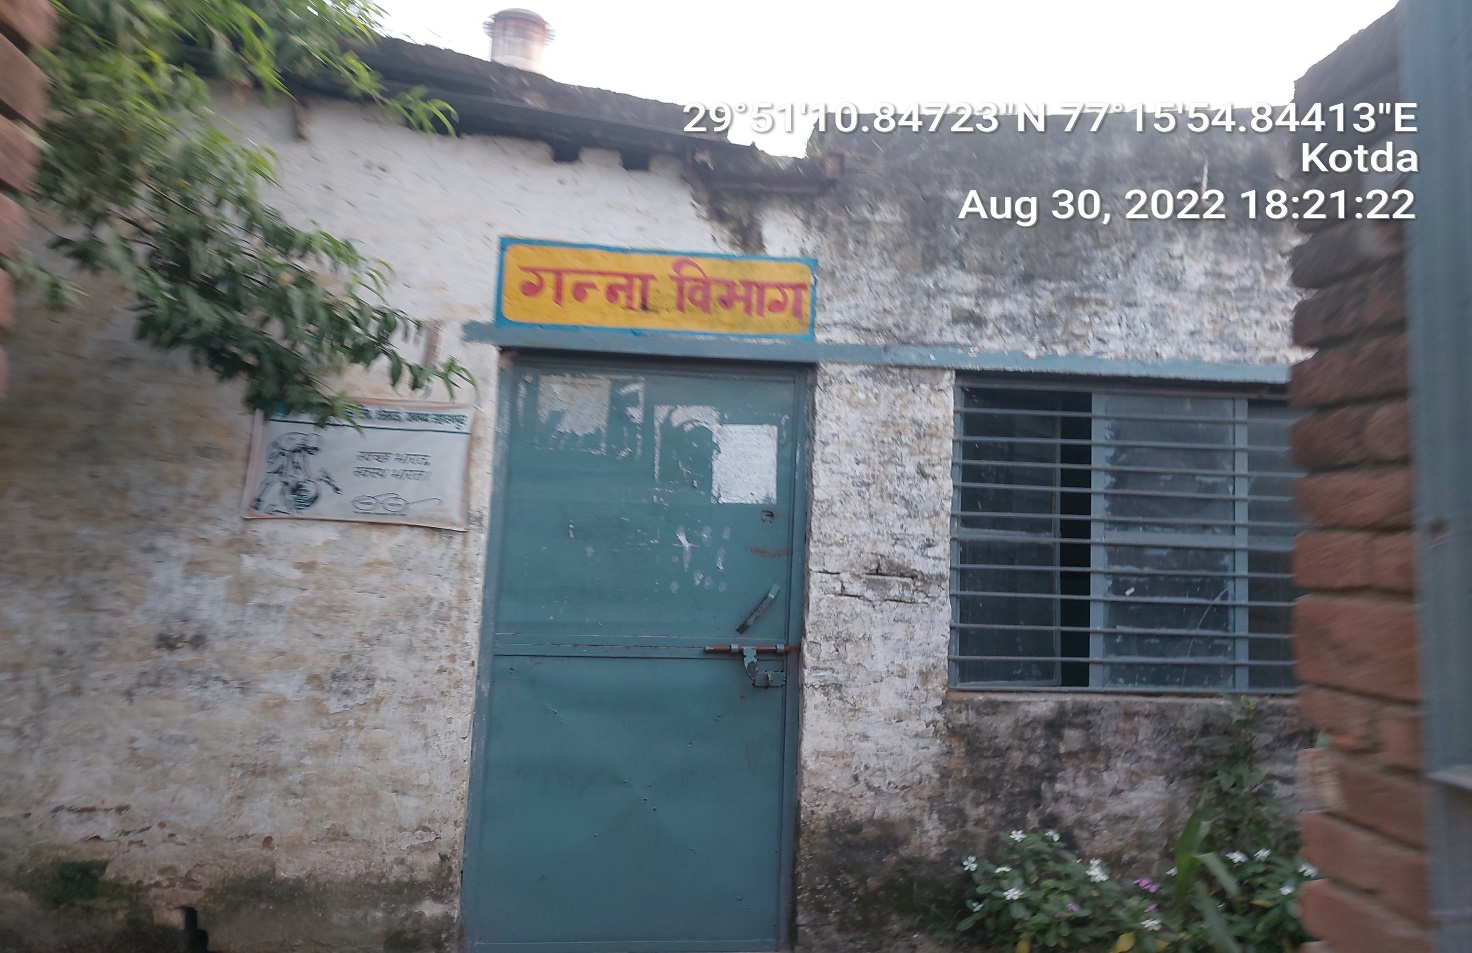 29°51'10.84723"N 77°15'54.84413"E
Kotda
Aug 30, 2022 18:21:22
गन्ना विभाग
स्वच्छ भारत,
स्वस्थ भारत।